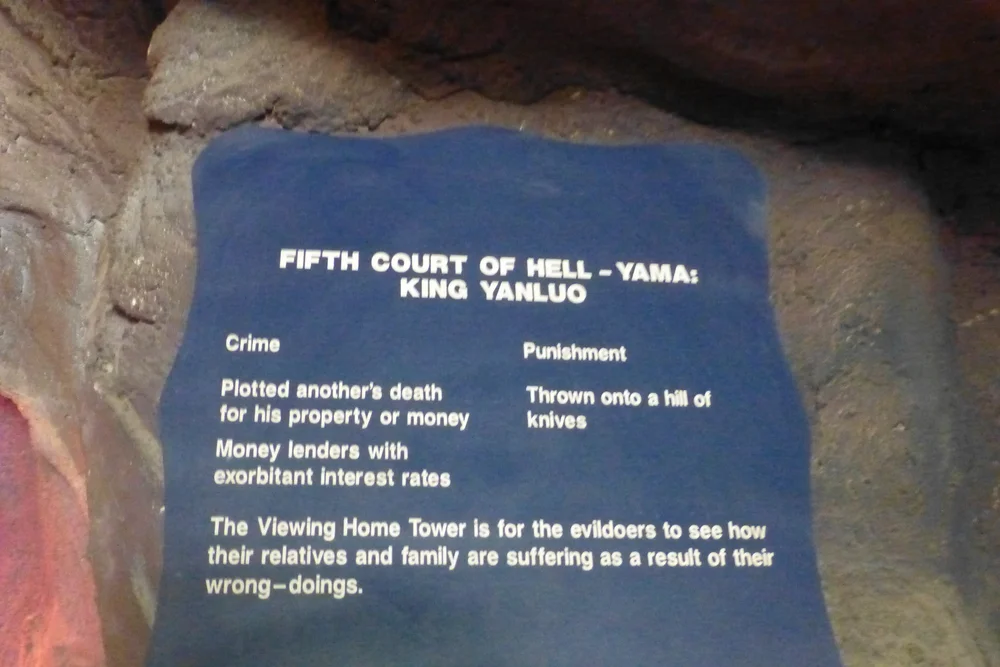 FIFTH COURT OF HELL – YAMA:
KING YANLUO
Crime
Punishment
Plotted another's death
for his property or money
Thrown onto a hill of
knives
Money lenders with
exorbitant interest rates
The Viewing Home Tower is for the evildoers to see how
their relatives and family are suffering as a result of their
wrong–doings.